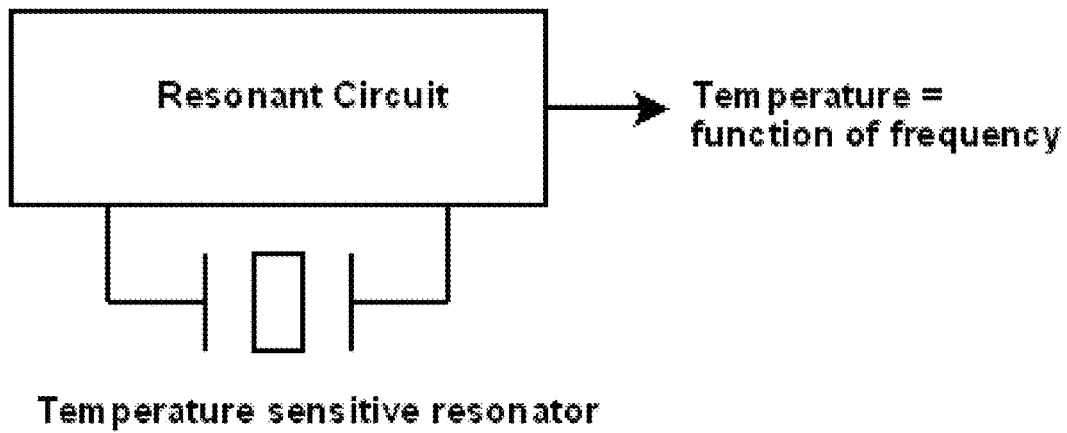 Resonant Circuit
Temperature =
function of frequency
Temperature sensitive resonator